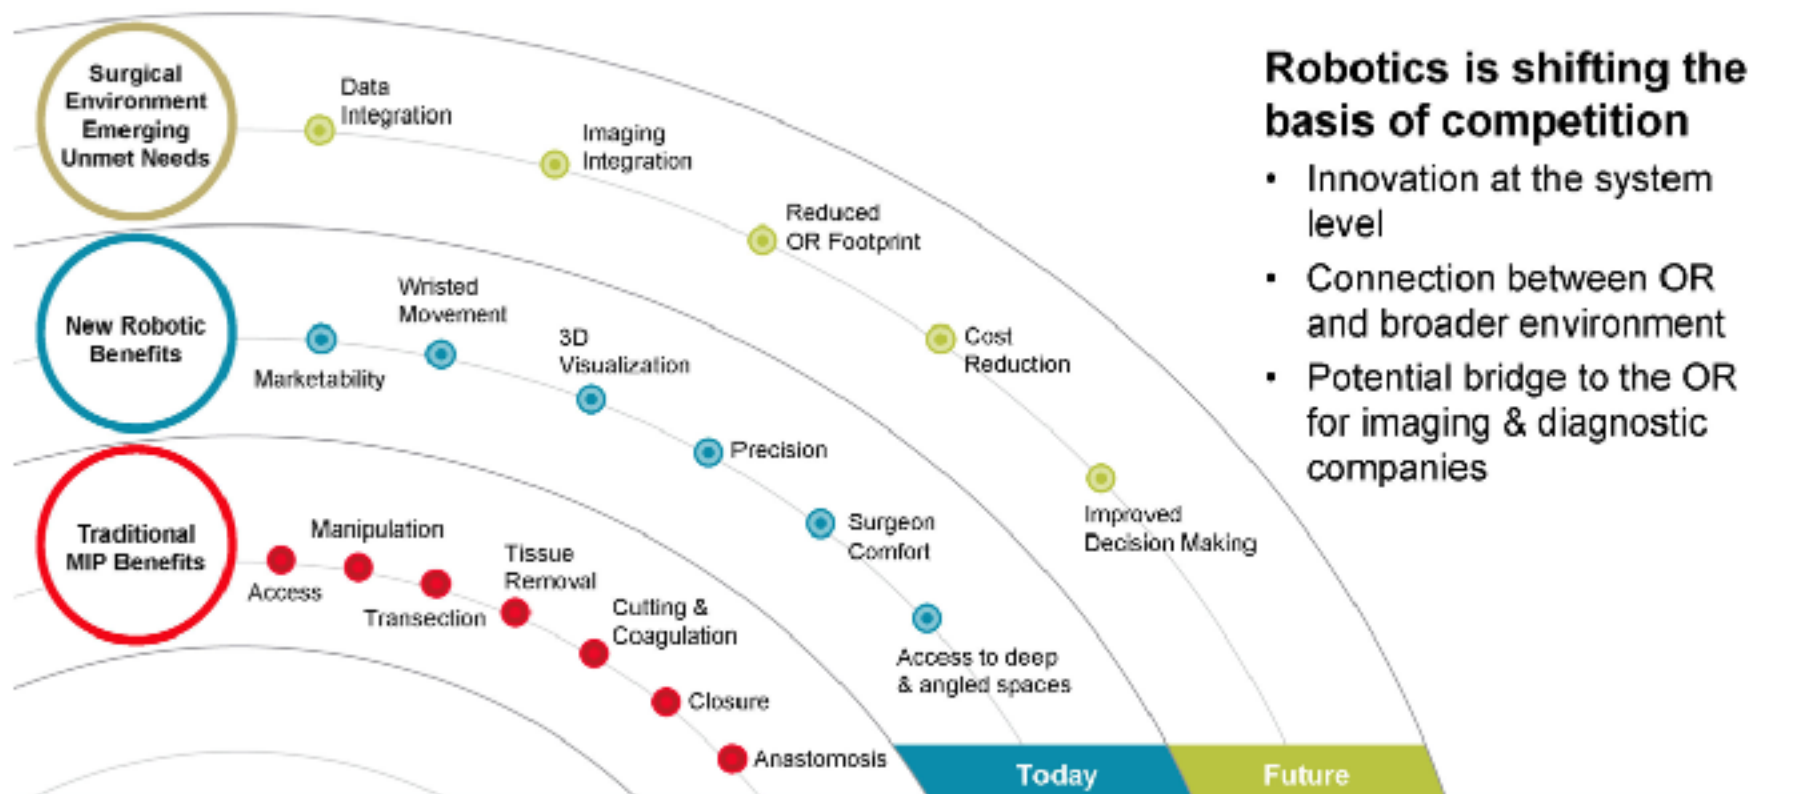 Surgical
Environment
Emerging
Unmet Needs
Data
Integration
Imaging
Integration
Reduced
OR Footprint
Cost
Reduction
Improved
Decision Making
New Robotic
Benefits
Marketability
Wristed
Movement
3D
Visualization
Precision
Surgeon
Comfort
Access to deep
& angled spaces
Traditional
MIP Benefits
Access
Manipulation
Transection
Tissue
Removal
Cutting &
Coagulation
Closure
Anastomosis
Today
Future
Robotics is shifting the
basis of competition
• Innovation at the system
level
• Connection between OR
and broader environment
• Potential bridge to the OR
for imaging & diagnostic
companies